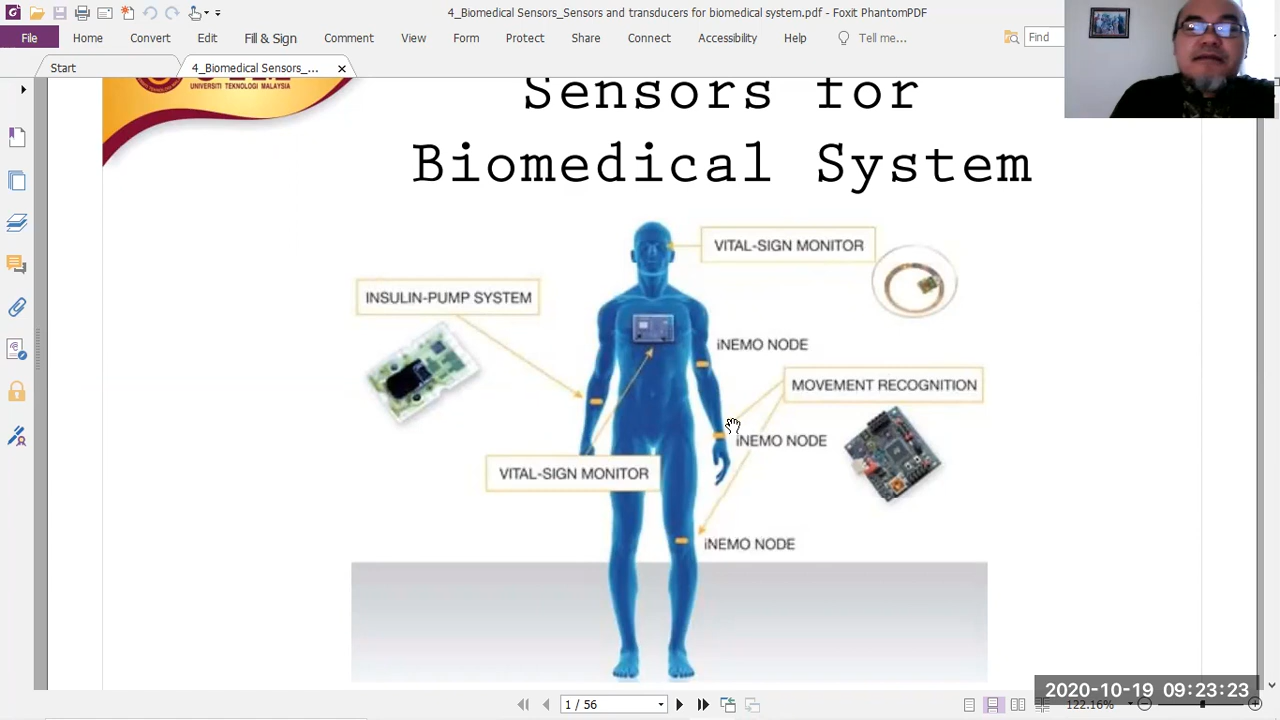 4_Biomedical Sensors_Sensors and transducers for biomedical system.pdf - Foxit PhantomPDF
File Home Convert Edit Fill & Sign Comment View Form Protect Share Connect Accessibility Help Tell me... Find
Start 4_Biomedical Sensors_...
UNIVERSITI TEKNOLOGI MALAYSIA
Sensors for
Biomedical System
VITAL-SIGN MONITOR
INSULIN-PUMP SYSTEM
iNEMO NODE
MOVEMENT RECOGNITION
iNEMO NODE
VITAL-SIGN MONITOR
iNEMO NODE
2020-10-19 09:23:23
1 / 56
122.16%